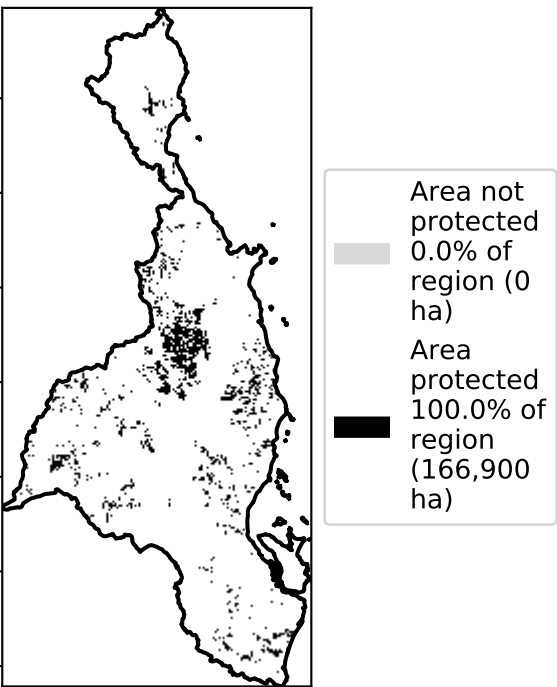 Area not
protected
0.0% of
region (0
ha)
Area
protected
100.0% of
region
(166,900
ha)